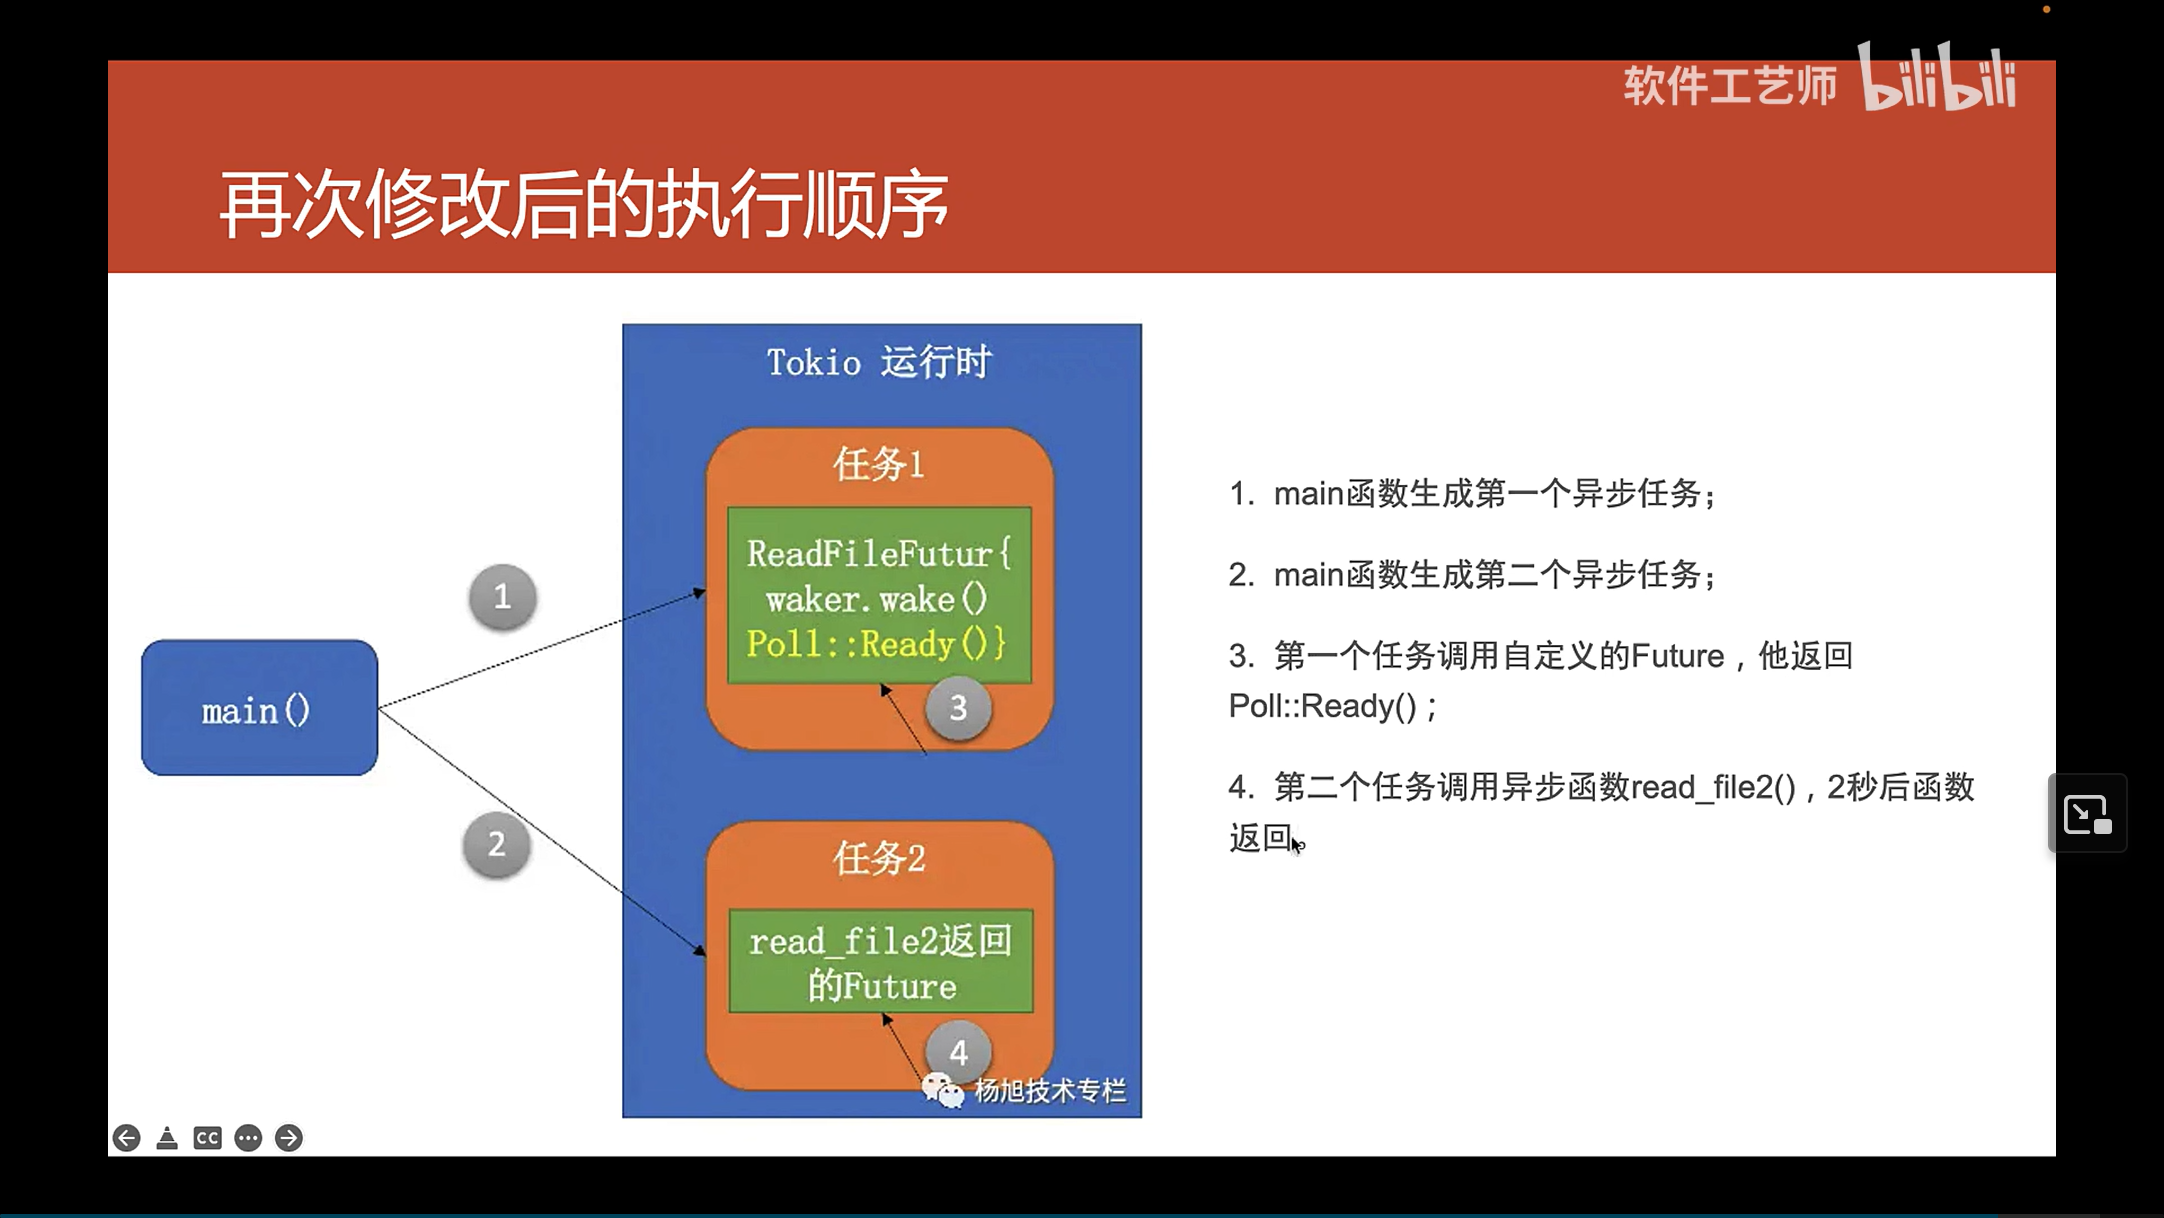 软件工艺师 bilibili
再次修改后的执行顺序
Tokio 运行时
任务1
ReadFileFutur{
waker.wake()
Poll::Ready()}
1
main()
3
2
任务2
read_file2返回
的Future
4
杨旭技术专栏
1. main函数生成第一个异步任务；
2. main函数生成第二个异步任务；
3. 第一个任务调用自定义的Future，他返回
Poll::Ready()；
4. 第二个任务调用异步函数read_file2()，2秒后函数
返回。
CC